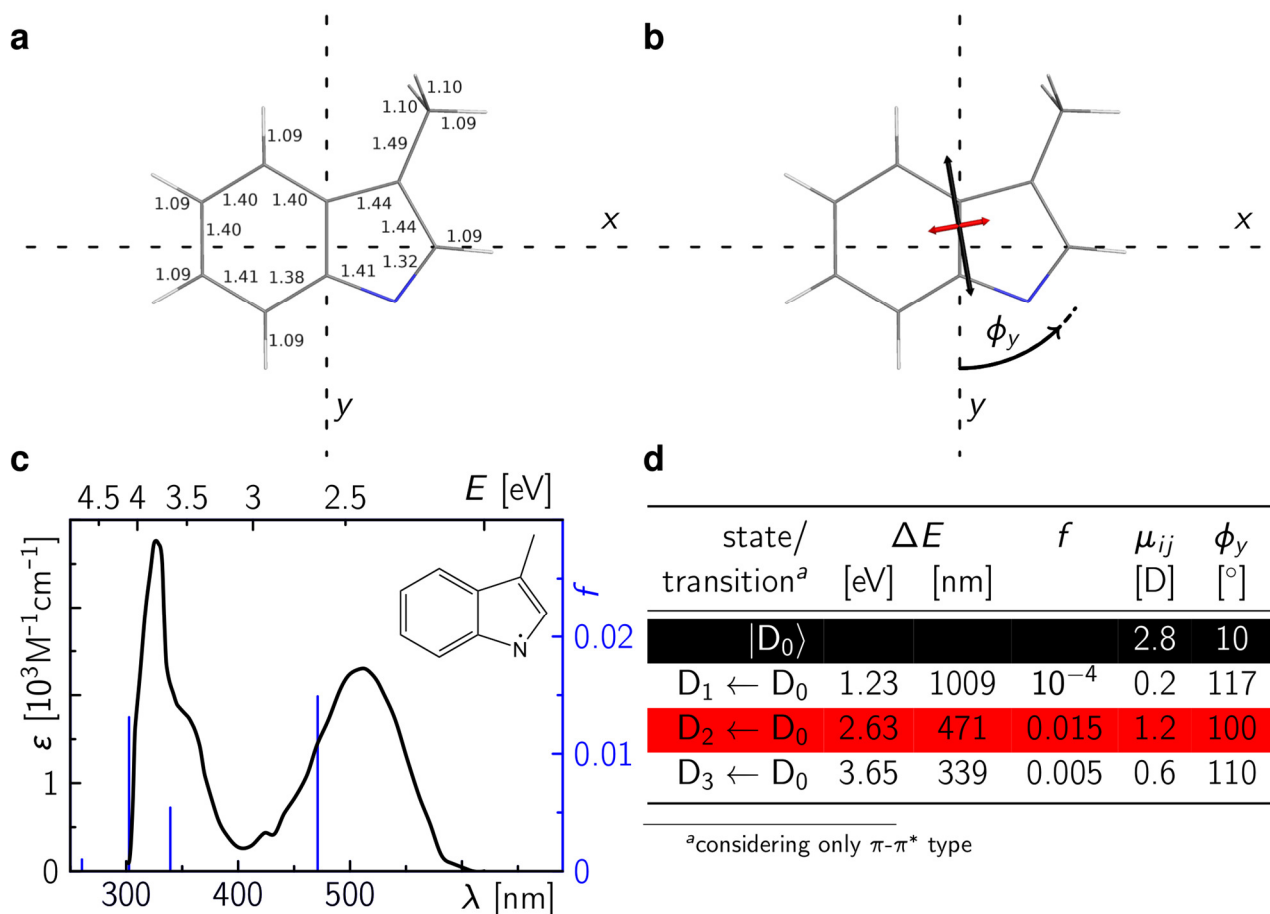 a
1.10
1.10
1.09
1.09
1.49
1.40
1.40
1.44
1.09
1.40
1.44
1.09
x
1.09
1.41
1.38
1.41
1.32
1.09
y
b
x
ϕy
y
c
4.5 4 3.5 3 2.5 E [eV]
ε [10³M⁻¹cm⁻¹]
1
0
N
f
0.02
0.01
0
300 400 500 λ [nm]
d
state/ ΔE f μij ϕy
transitionᵃ [eV] [nm] [D] [°]
|D₀⟩ 2.8 10
D₁ ← D₀ 1.23 1009 10⁻⁴ 0.2 117
D₂ ← D₀ 2.63 471 0.015 1.2 100
D₃ ← D₀ 3.65 339 0.005 0.6 110
ᵃconsidering only π-π* type